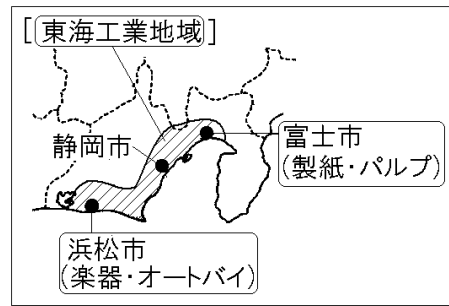 [東海工業地域]
静岡市
富士市
(製紙・パルプ)
浜松市
(楽器・オートバイ)